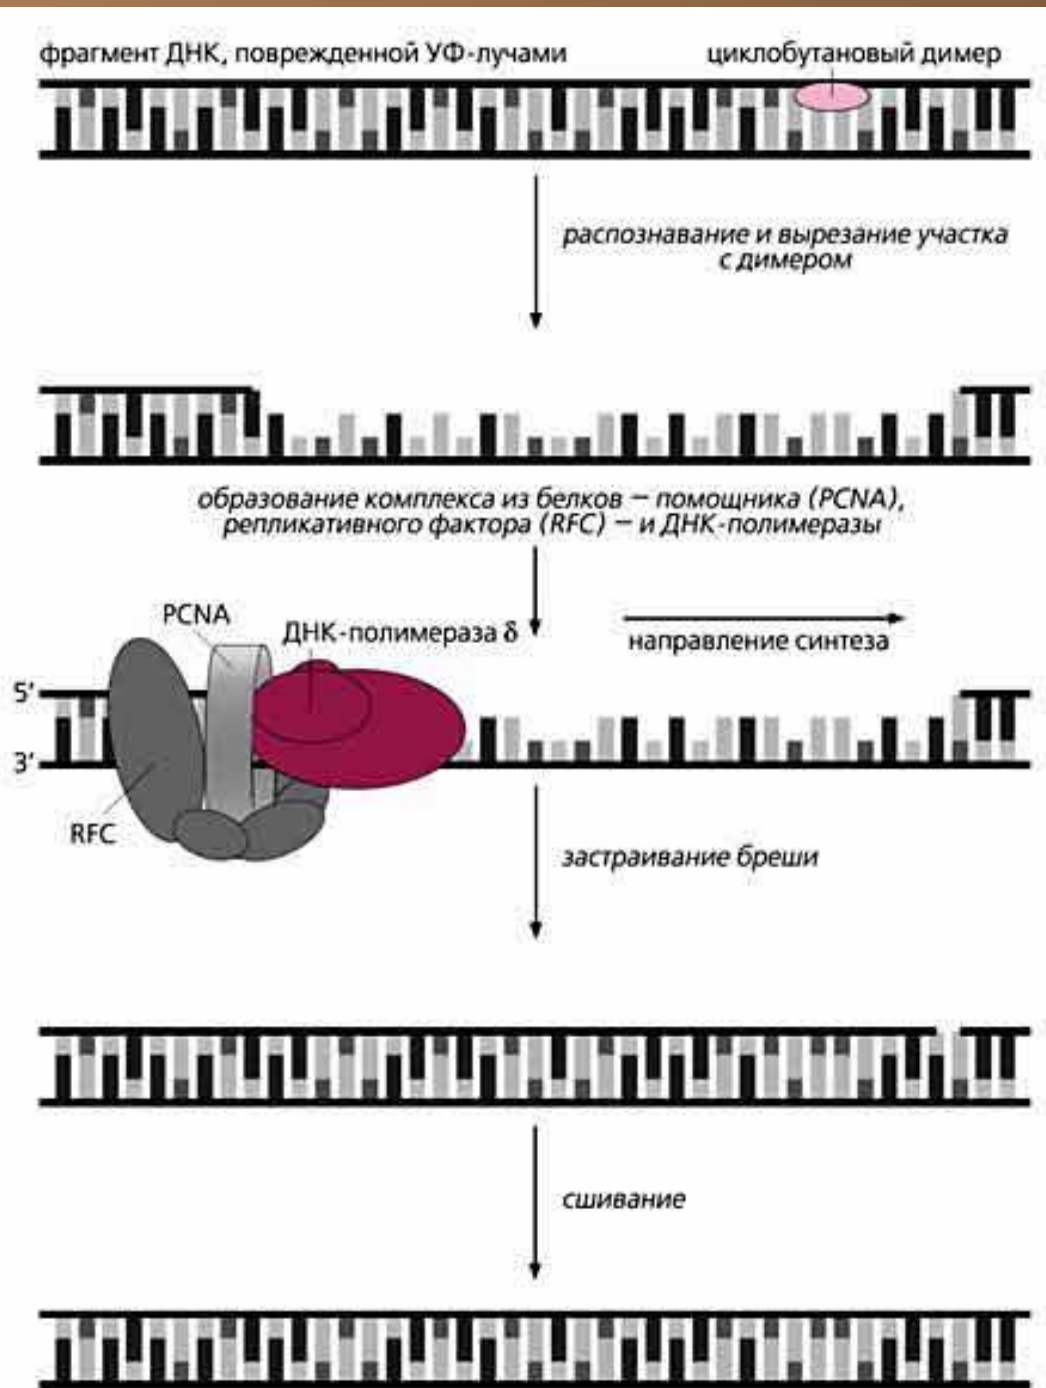 фрагмент ДНК, поврежденной УФ-лучами
циклобутановый димер
распознавание и вырезание участка
с димером
образование комплекса из белков — помощника (PCNA),
репликативного фактора (RFC) — и ДНК-полимеразы
PCNA
ДНК-полимераза δ
направление синтеза
5'
3'
RFC
застраивание бреши
сшивание